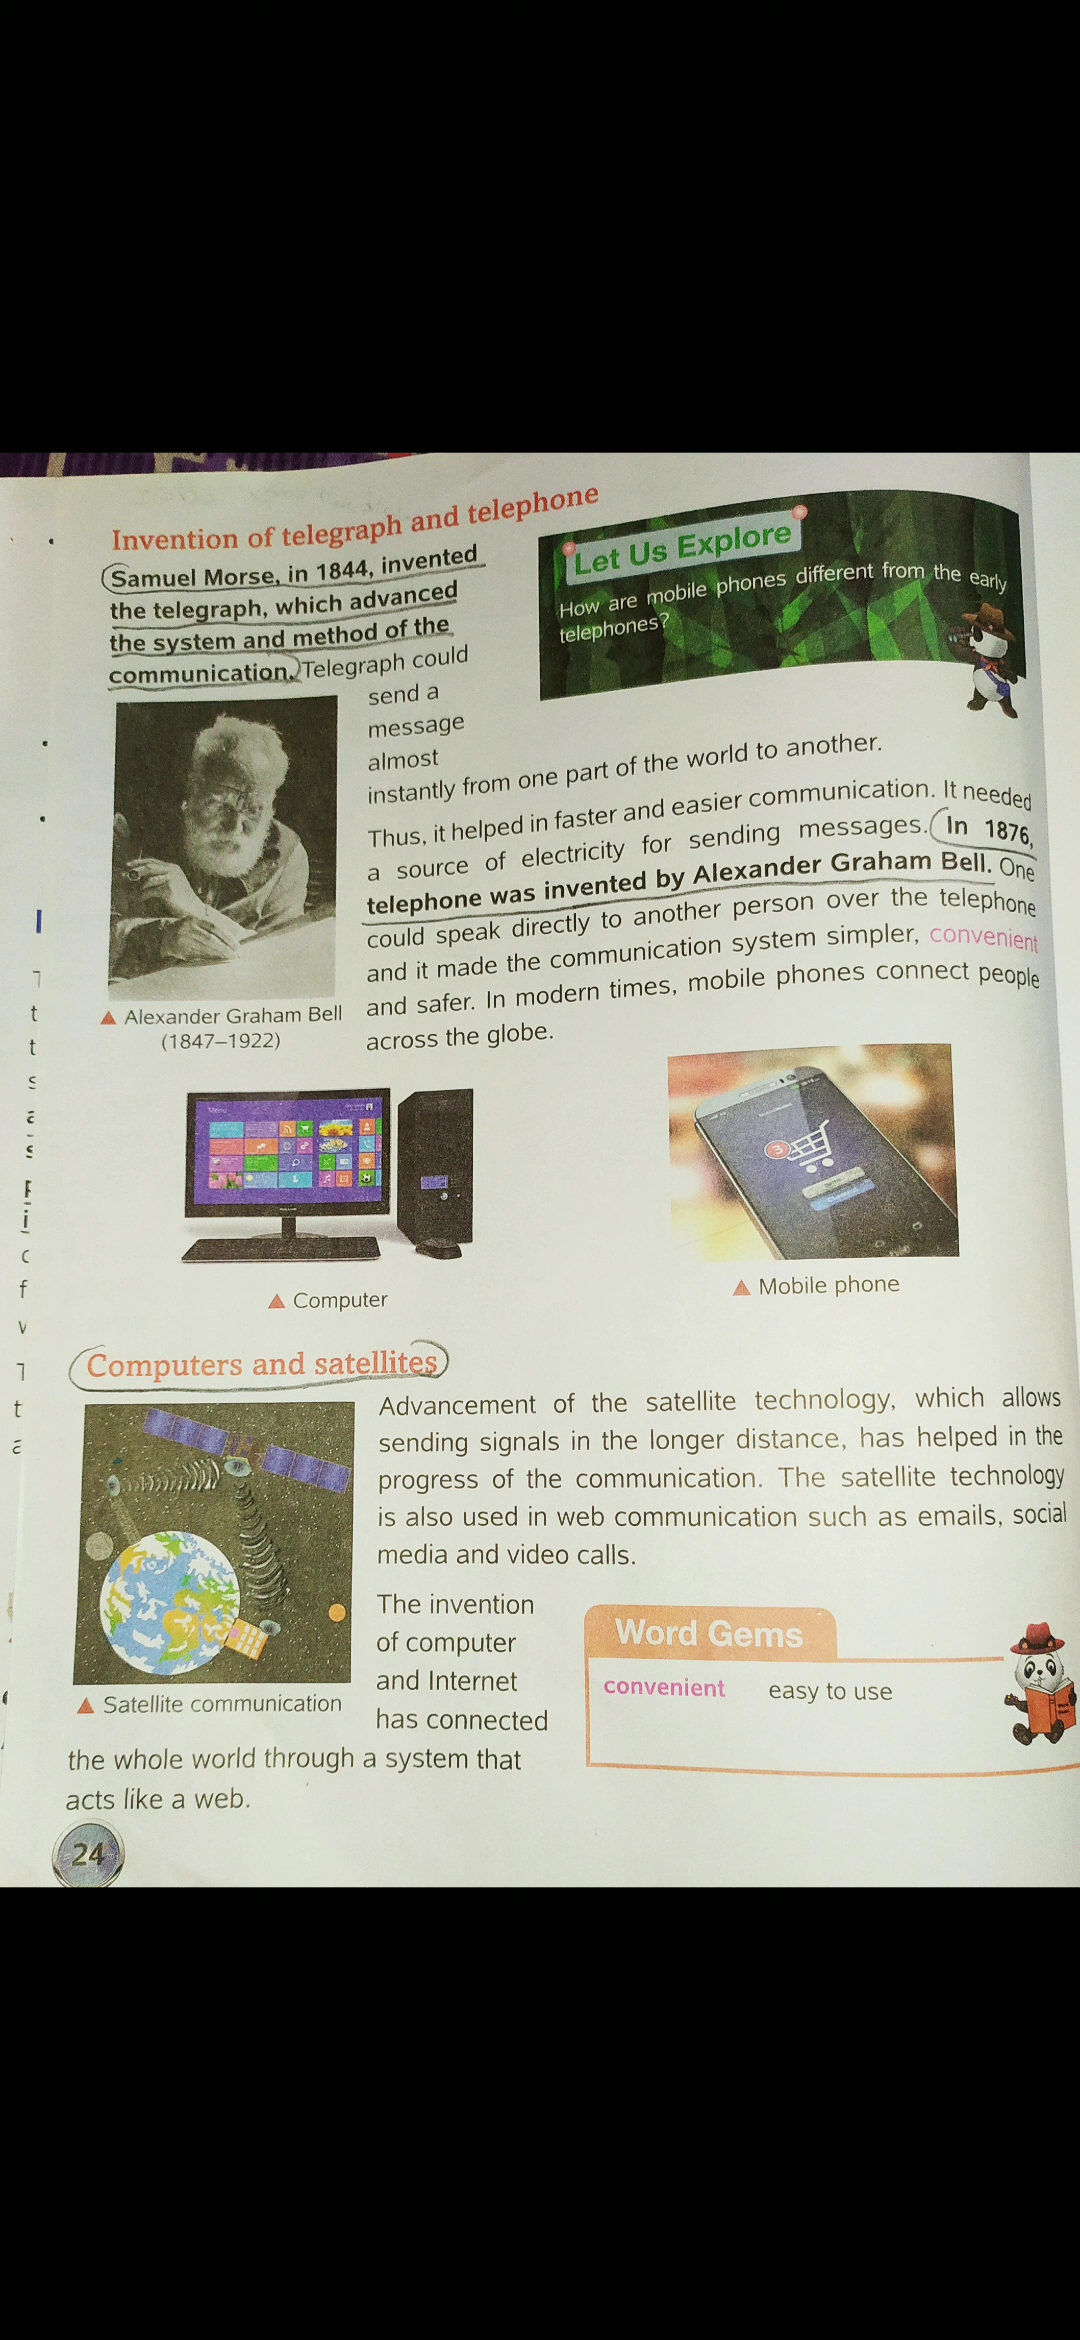 Invention of telegraph and telephone
Samuel Morse, in 1844, invented
the telegraph, which advanced
the system and method of the
communication. Telegraph could
send a
message
almost
instantly from one part of the world to another.
Let Us Explore
How are mobile phones different from the early
telephones?
Thus, it helped in faster and easier communication. It needed
a source of electricity for sending messages. In 1876,
telephone was invented by Alexander Graham Bell. One
could speak directly to another person over the telephone
and it made the communication system simpler, convenient
and safer. In modern times, mobile phones connect people
across the globe.
▲ Alexander Graham Bell
(1847–1922)
Menu
3
▲ Computer
▲ Mobile phone
Computers and satellites
Advancement of the satellite technology, which allows
sending signals in the longer distance, has helped in the
progress of the communication. The satellite technology
is also used in web communication such as emails, social
media and video calls.
The invention
of computer
and Internet
has connected
the whole world through a system that
acts like a web.
▲ Satellite communication
Word Gems
convenient easy to use
24